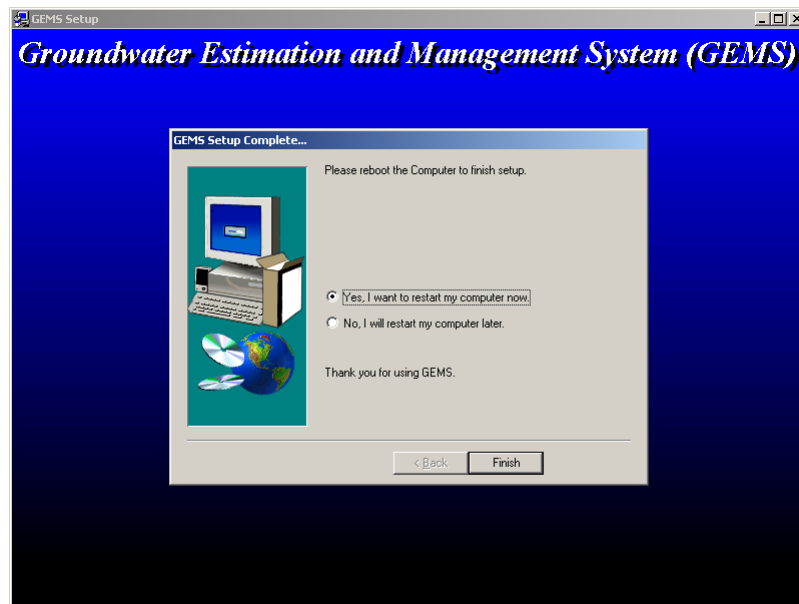 GEMS Setup
Groundwater Estimation and Management System (GEMS)
GEMS Setup Complete...
Please reboot the Computer to finish setup.
Yes, I want to restart my computer now.
No, I will restart my computer later.
Thank you for using GEMS.
< Back
Finish